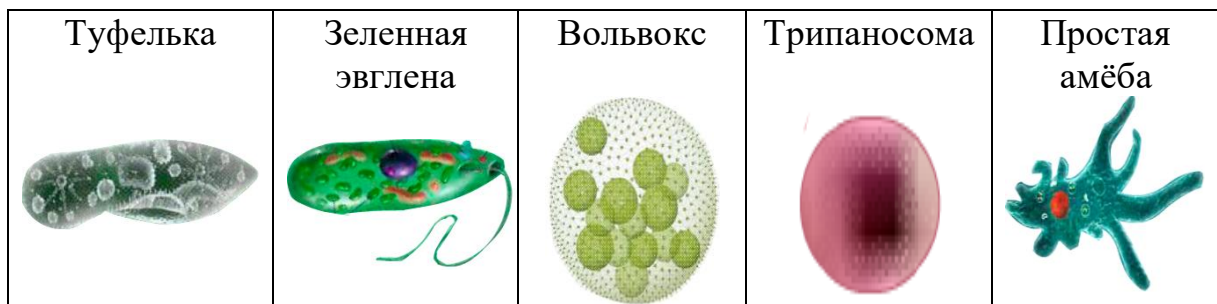 Туфелька
Зеленная
эвглена
Вольвокс
Трипаносома
Простая
амёба